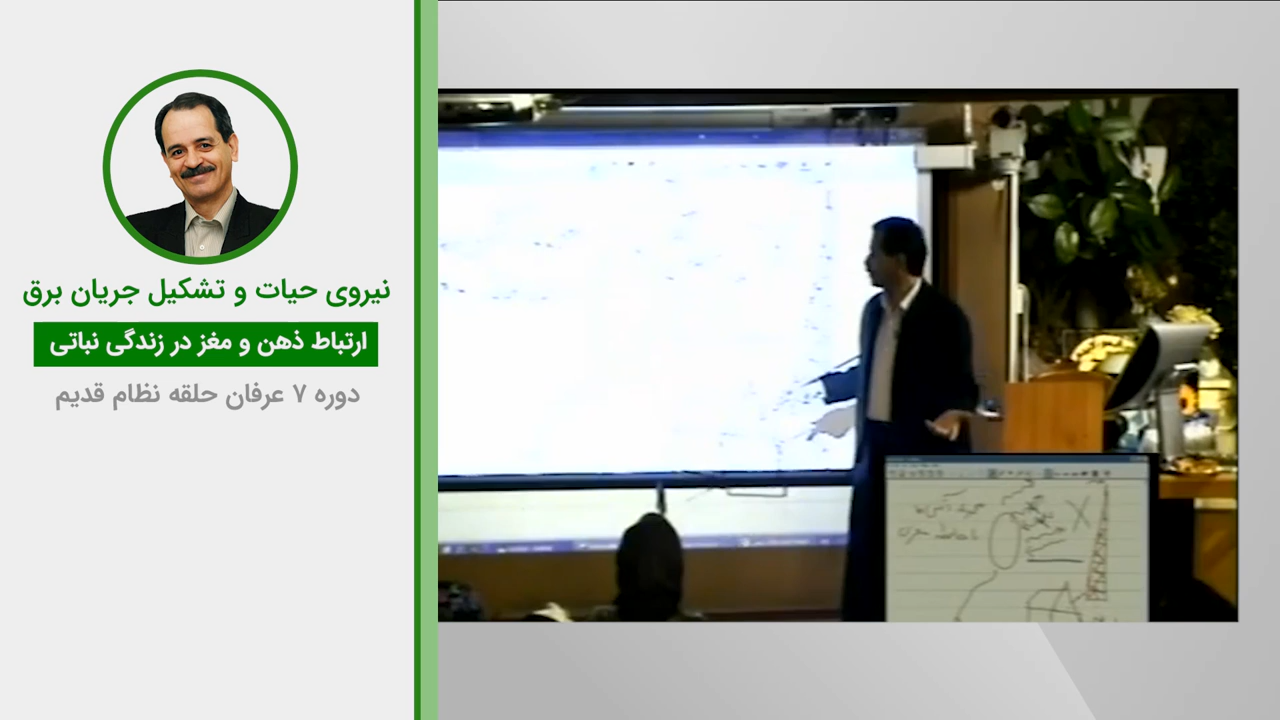 نیروی حیات و تشکیل جریان برق
ارتباط ذهن و مغز در زندگی نباتی
دوره ۷ عرفان حلقه نظام قدیم